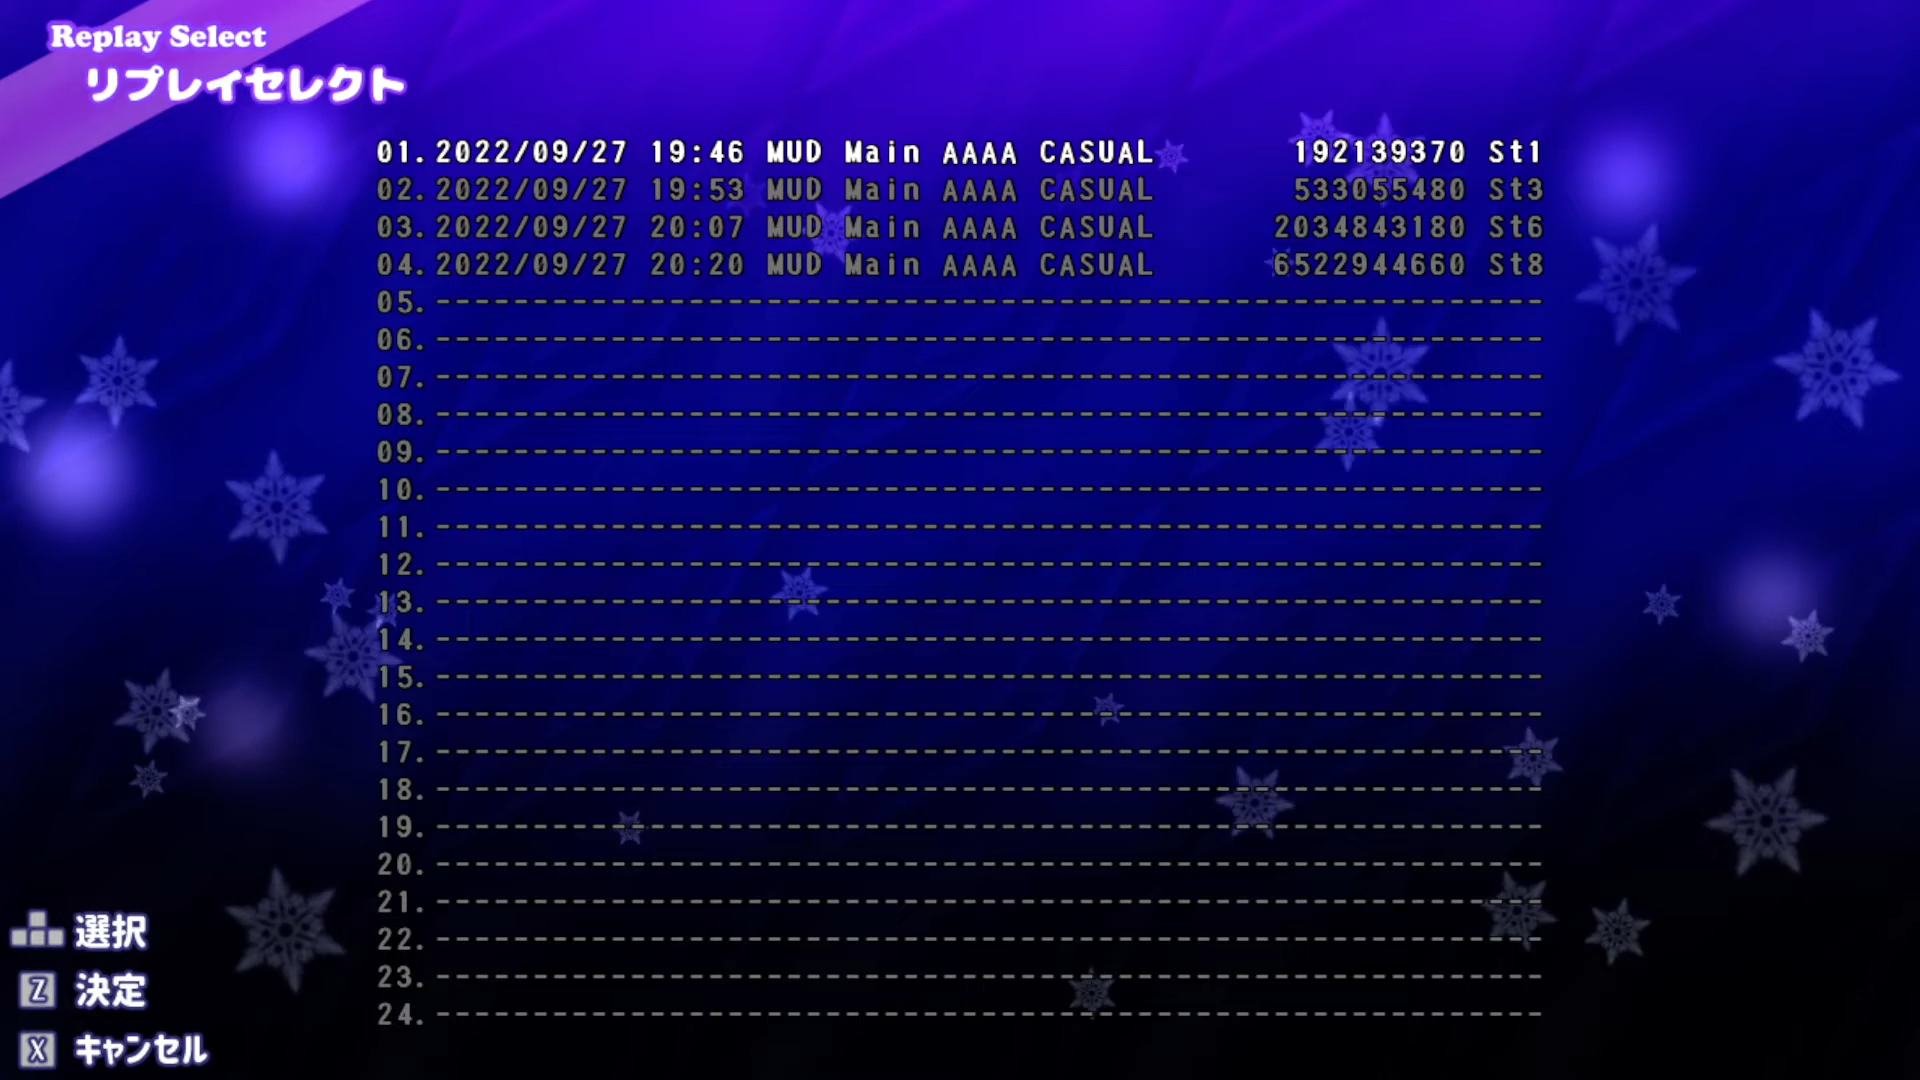 Replay Select
リプレイセレクト
01. 2022/09/27 19:46 MUD Main AAAA CASUAL 192139370 St1
02. 2022/09/27 19:53 MUD Main AAAA CASUAL 533055480 St3
03. 2022/09/27 20:07 MUD Main AAAA CASUAL 2034843180 St6
04. 2022/09/27 20:20 MUD Main AAAA CASUAL 6522944660 St8
05. ---------------------------------------------------------
06. ---------------------------------------------------------
07. ---------------------------------------------------------
08. ---------------------------------------------------------
09. ---------------------------------------------------------
10. ---------------------------------------------------------
11. ---------------------------------------------------------
12. ---------------------------------------------------------
13. ---------------------------------------------------------
14. ---------------------------------------------------------
15. ---------------------------------------------------------
16. ---------------------------------------------------------
17. ---------------------------------------------------------
18. ---------------------------------------------------------
19. ---------------------------------------------------------
20. ---------------------------------------------------------
21. ---------------------------------------------------------
22. ---------------------------------------------------------
23. ---------------------------------------------------------
24. ---------------------------------------------------------
選択
Z 決定
X キャンセル